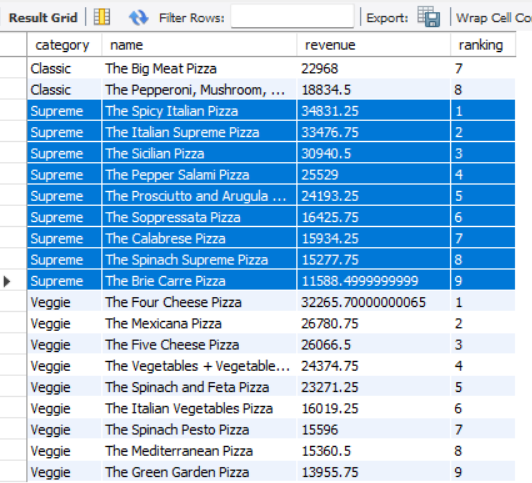 Result Grid Filter Rows: Export: Wrap Cell Co
category name revenue ranking
Classic The Big Meat Pizza 22968 7
Classic The Pepperoni, Mushroom, ... 18834.5 8
Supreme The Spicy Italian Pizza 34831.25 1
Supreme The Italian Supreme Pizza 33476.75 2
Supreme The Sicilian Pizza 30940.5 3
Supreme The Pepper Salami Pizza 25529 4
Supreme The Prosciutto and Arugula ... 24193.25 5
Supreme The Soppressata Pizza 16425.75 6
Supreme The Calabrese Pizza 15934.25 7
Supreme The Spinach Supreme Pizza 15277.75 8
Supreme The Brie Carre Pizza 11588.4999999999 9
Veggie The Four Cheese Pizza 32265.70000000065 1
Veggie The Mexicana Pizza 26780.75 2
Veggie The Five Cheese Pizza 26066.5 3
Veggie The Vegetables + Vegetable... 24374.75 4
Veggie The Spinach and Feta Pizza 23271.25 5
Veggie The Italian Vegetables Pizza 16019.25 6
Veggie The Spinach Pesto Pizza 15596 7
Veggie The Mediterranean Pizza 15360.5 8
Veggie The Green Garden Pizza 13955.75 9